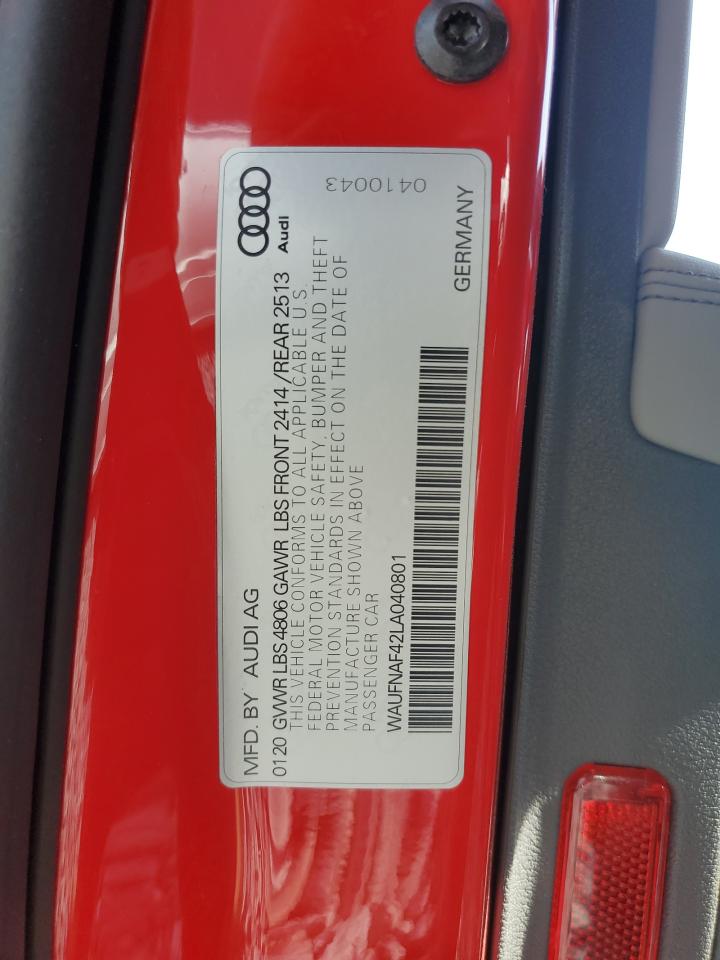 MFD. BY AUDI AG
Audi
0120 GVWR LBS 4806 GAWR LBS FRONT 2414 /REAR 2513
THIS VEHICLE CONFORMS TO ALL APPLICABLE U.S.
FEDERAL MOTOR VEHICLE SAFETY, BUMPER AND THEFT
PREVENTION STANDARDS IN EFFECT ON THE DATE OF
MANUFACTURE SHOWN ABOVE
PASSENGER CAR
0410043
WAUFNAF42LA040801
GERMANY